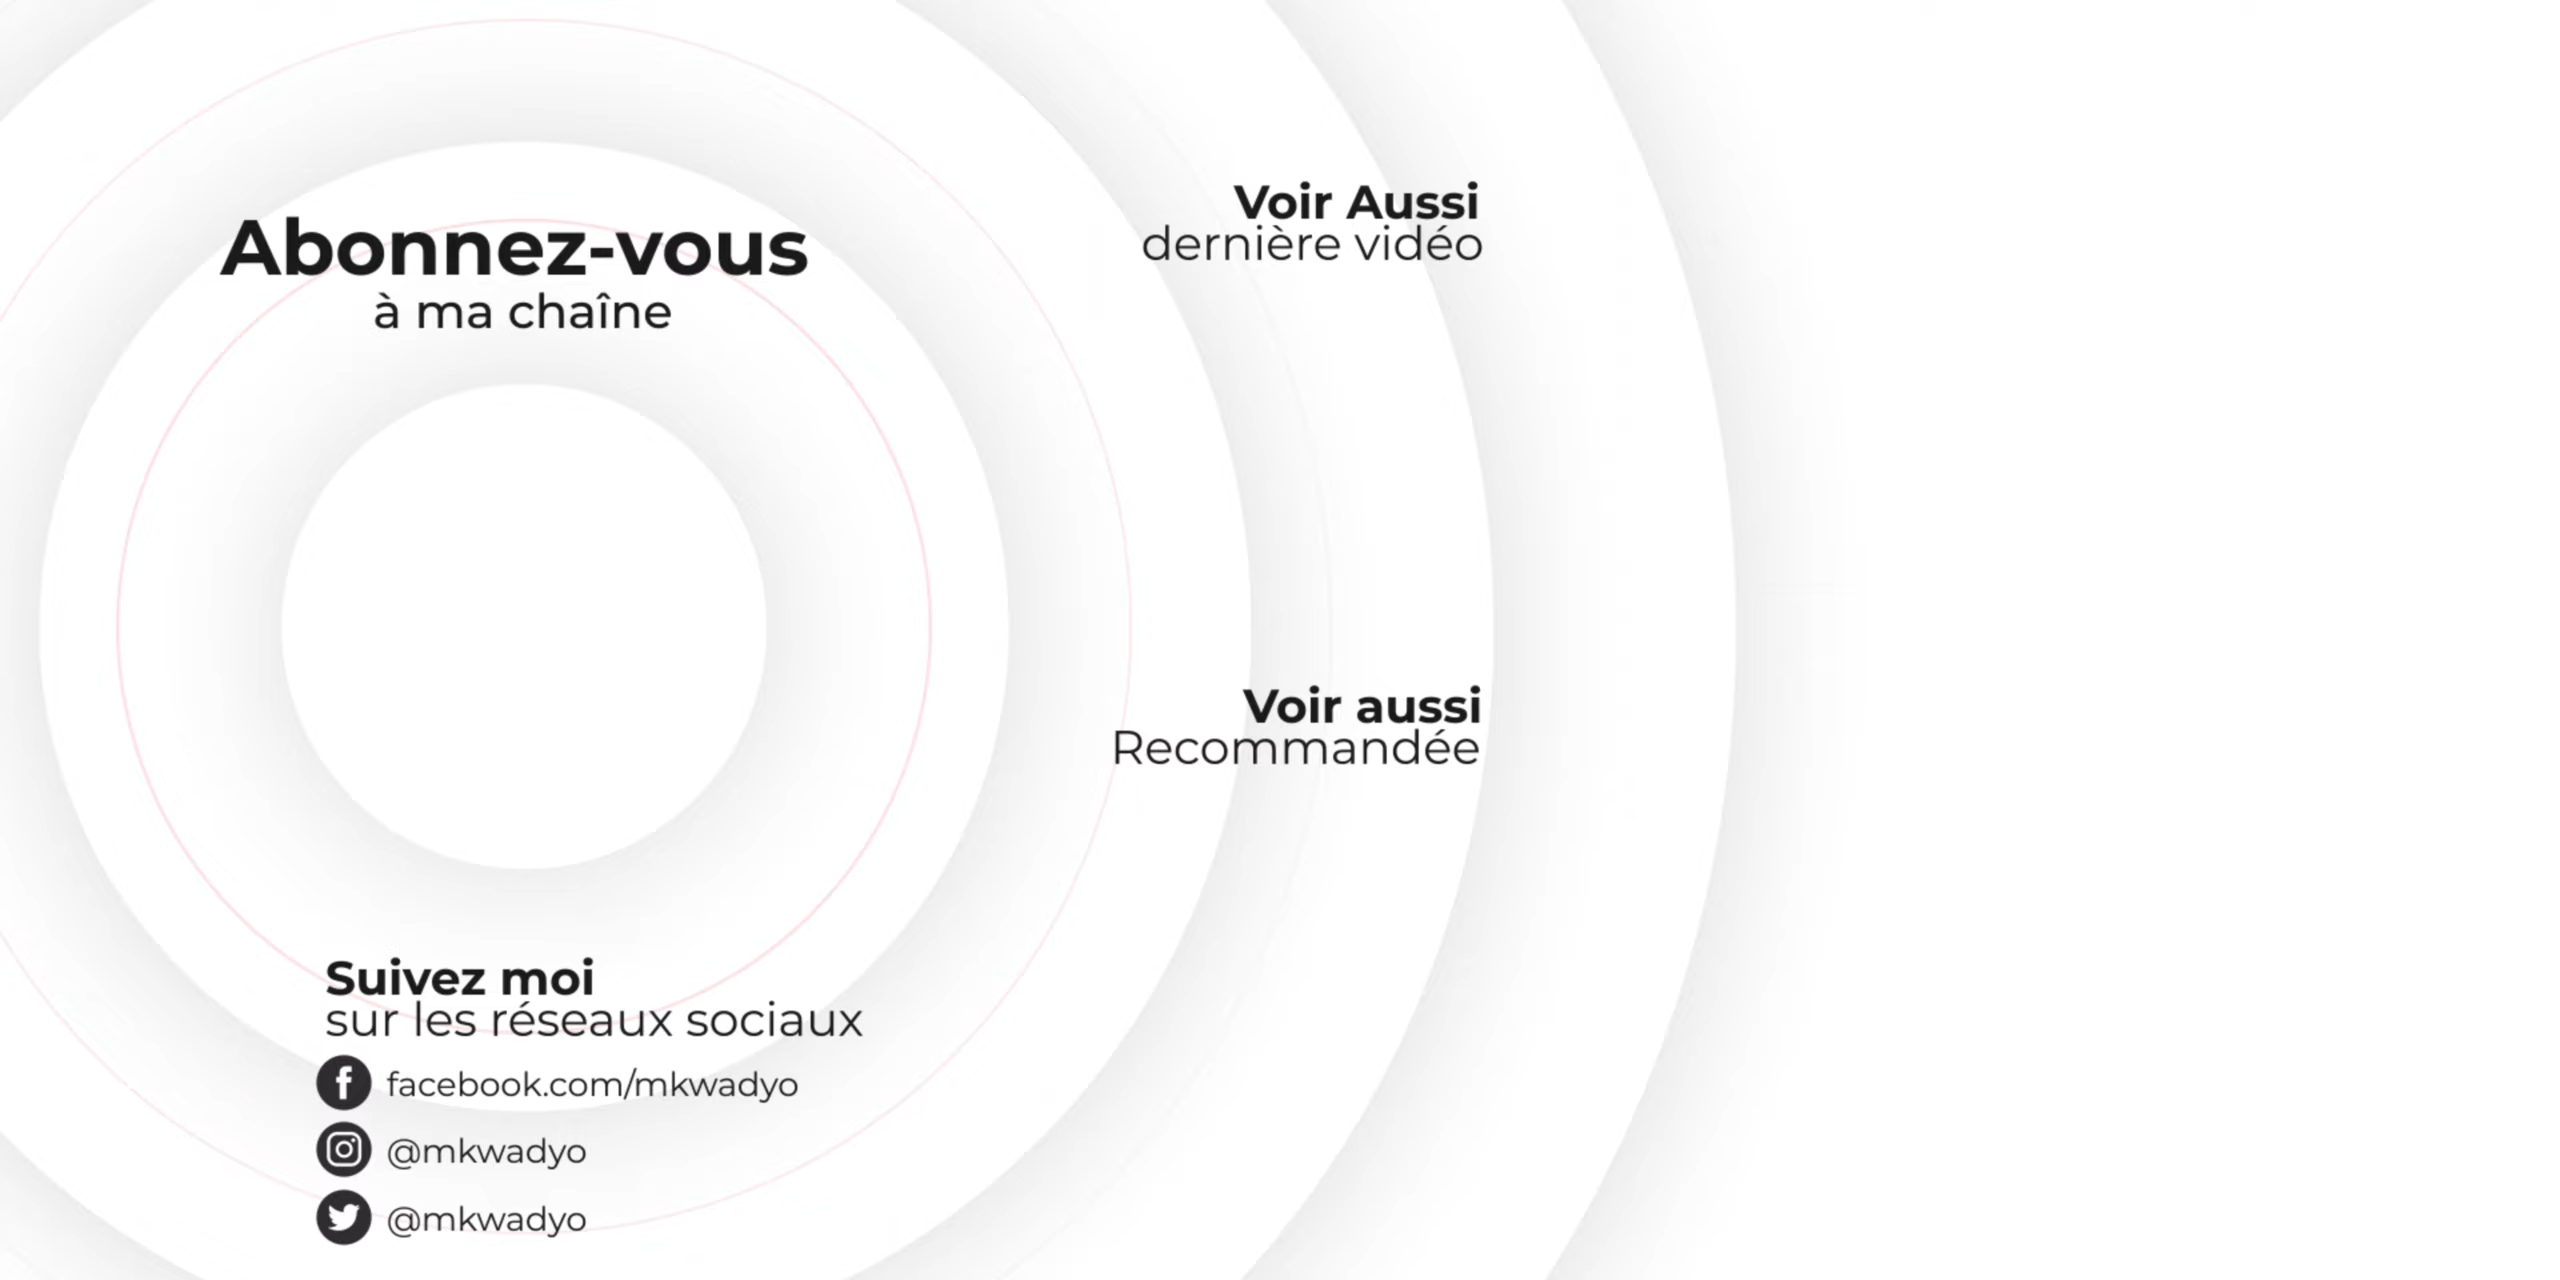 Abonnez-vous
à ma chaîne
Voir Aussi
dernière vidéo
Voir aussi
Recommandée
Suivez moi
sur les réseaux sociaux
facebook.com/mkwadyo
@mkwadyo
@mkwadyo